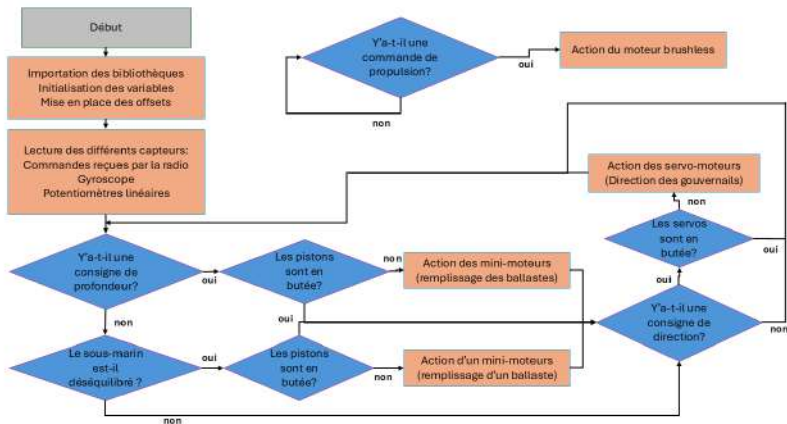 Début
Importation des bibliothèques
Initialisation des variables
Mise en place des offsets
Lecture des différents capteurs:
Commandes reçues par la radio
Gyroscope
Potentiomètres linéaires
Y'a-t-il une
commande de
propulsion?
oui
non
Action du moteur brushless
Action des servo-moteurs
(Direction des gouvernails)
non
Les servos
sont en
butée?
oui
oui
Y'a-t-il une
consigne de
profondeur?
oui
non
Les pistons
sont en
butée?
non
oui
Action des mini-moteurs
(remplissage des ballastes)
Y'a-t-il une
consigne de
direction?
non
Le sous-marin
est-il
déséquilibré ?
oui
non
Les pistons
sont en
butée?
non
Action d'un mini-moteurs
(remplissage d'un ballaste)